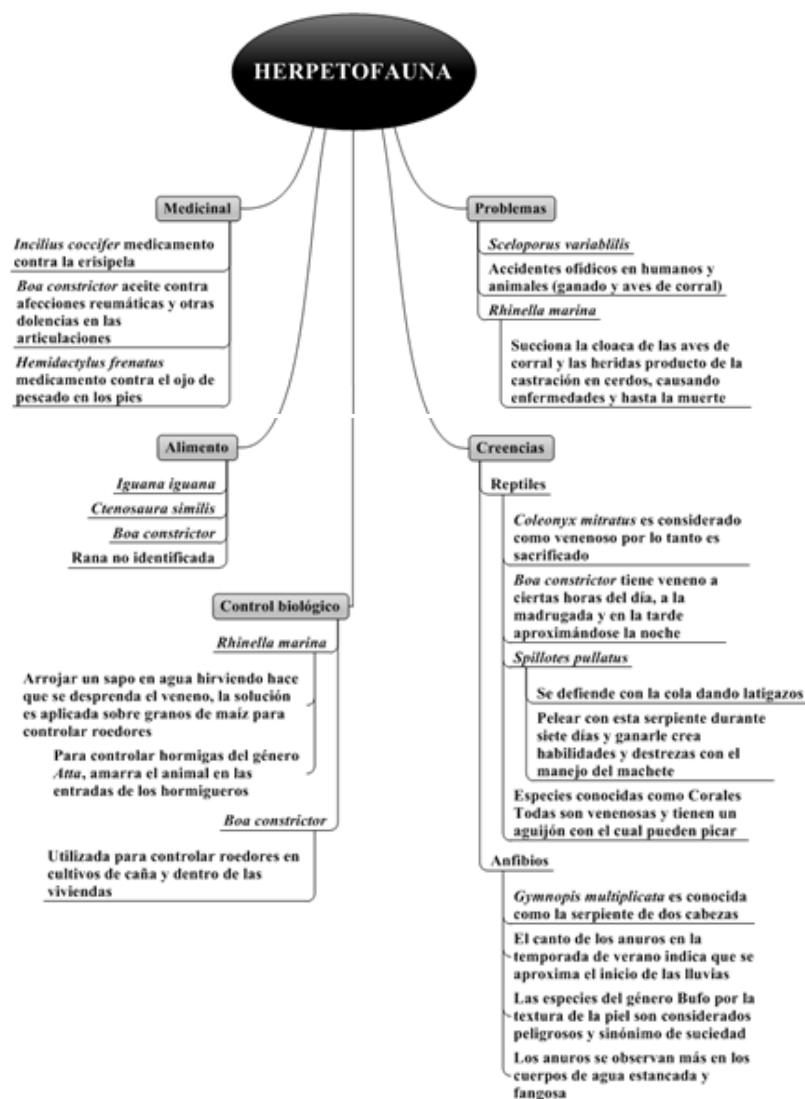 HERPETOFAUNA
Medicinal
Incilius coccifer medicamento
contra la erisipela
Boa constrictor aceite contra
afecciones reumáticas y otras
dolencias en las
articulaciones
Hemidactylus frenatus
medicamento contra el ojo de
pescado en los pies
Alimento
Iguana iguana
Ctenosaura similis
Boa constrictor
Rana no identificada
Control biológico
Rhinella marina
Arrojar un sapo en agua hirviendo hace
que se desprenda el veneno, la solución
es aplicada sobre granos de maíz para
controlar roedores
Para controlar hormigas del género
Atta, amarra el animal en las
entradas de los hormigueros
Boa constrictor
Utilizada para controlar roedores en
cultivos de caña y dentro de las
viviendas
Problemas
Sceloporus variablilis
Accidentes ofídicos en humanos y
animales (ganado y aves de corral)
Rhinella marina
Succiona la cloaca de las aves de
corral y las heridas producto de la
castración en cerdos, causando
enfermedades y hasta la muerte
Creencias
Reptiles
Coleonyx mitratus es considerado
como venenoso por lo tanto es
sacrificado
Boa constrictor tiene veneno a
ciertas horas del día, a la
madrugada y en la tarde
aproximándose la noche
Spillotes pullatus
Se defiende con la cola dando latigazos
Pelear con esta serpiente durante
siete días y ganarle crea
habilidades y destrezas con el
manejo del machete
Especies conocidas como Corales
Todas son venenosas y tienen un
aguijón con el cual pueden picar
Anfibios
Gymnopis multiplicata es conocida
como la serpiente de dos cabezas
El canto de los anuros en la
temporada de verano indica que se
aproxima el inicio de las lluvias
Las especies del género Bufo por la
textura de la piel son considerados
peligrosos y sinónimo de suciedad
Los anuros se observan más en los
cuerpos de agua estancada y
fangosa